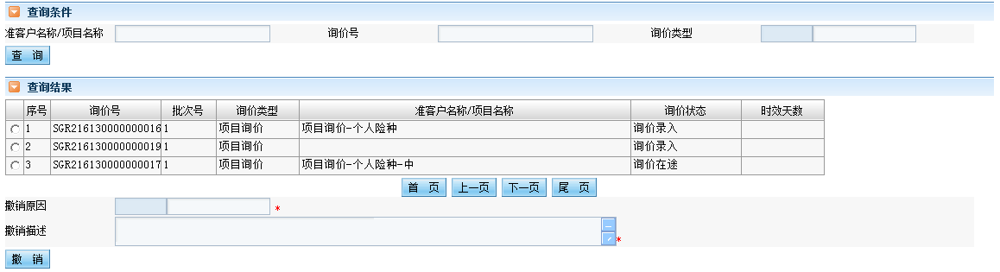 查询条件
准客户名称/项目名称 询价号 询价类型
查 询
查询结果
序号 询价号 批次号 询价类型 准客户名称/项目名称 询价状态 时效天数
1 SGR216130000000016 1 项目询价 项目询价-个人险种 询价录入
2 SGR216130000000019 1 项目询价 询价录入
3 SGR216130000000017 1 项目询价 项目询价-个人险种-中 询价在途
首 页 上一页 下一页 尾 页
撤销原因 *
撤销描述 *
撤 销